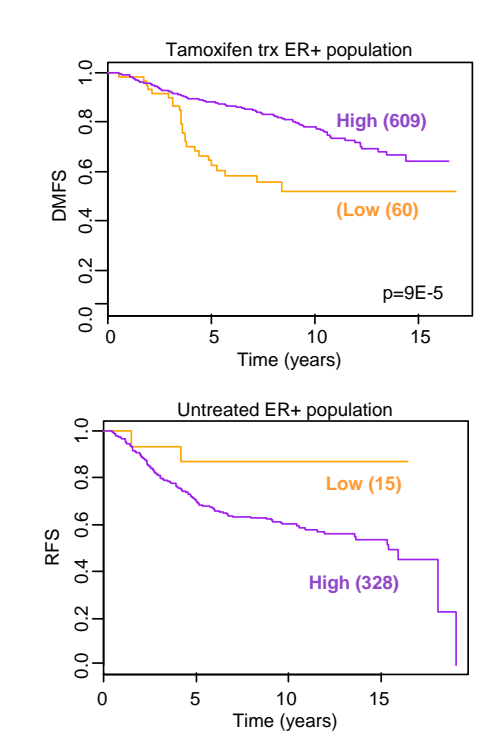 Tamoxifen trx ER+ population
DMFS
1.0
0.8
0.6
0.4
0.2
0.0
High (609)
(Low (60)
p=9E-5
0 5 10 15
Time (years)
Untreated ER+ population
RFS
1.0
0.8
0.6
0.4
0.2
0.0
Low (15)
High (328)
0 5 10 15
Time (years)